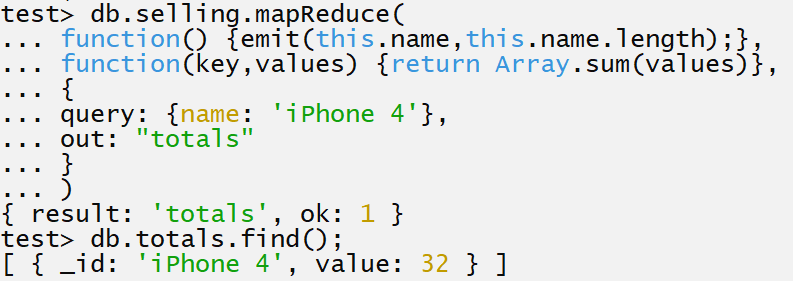 test> db.selling.mapReduce(
... function() {emit(this.name,this.name.length);},
... function(key,values) {return Array.sum(values)},
... {
... query: {name: 'iPhone 4'},
... out: "totals"
... }
... )
{ result: 'totals', ok: 1 }
test> db.totals.find();
[ { _id: 'iPhone 4', value: 32 } ]